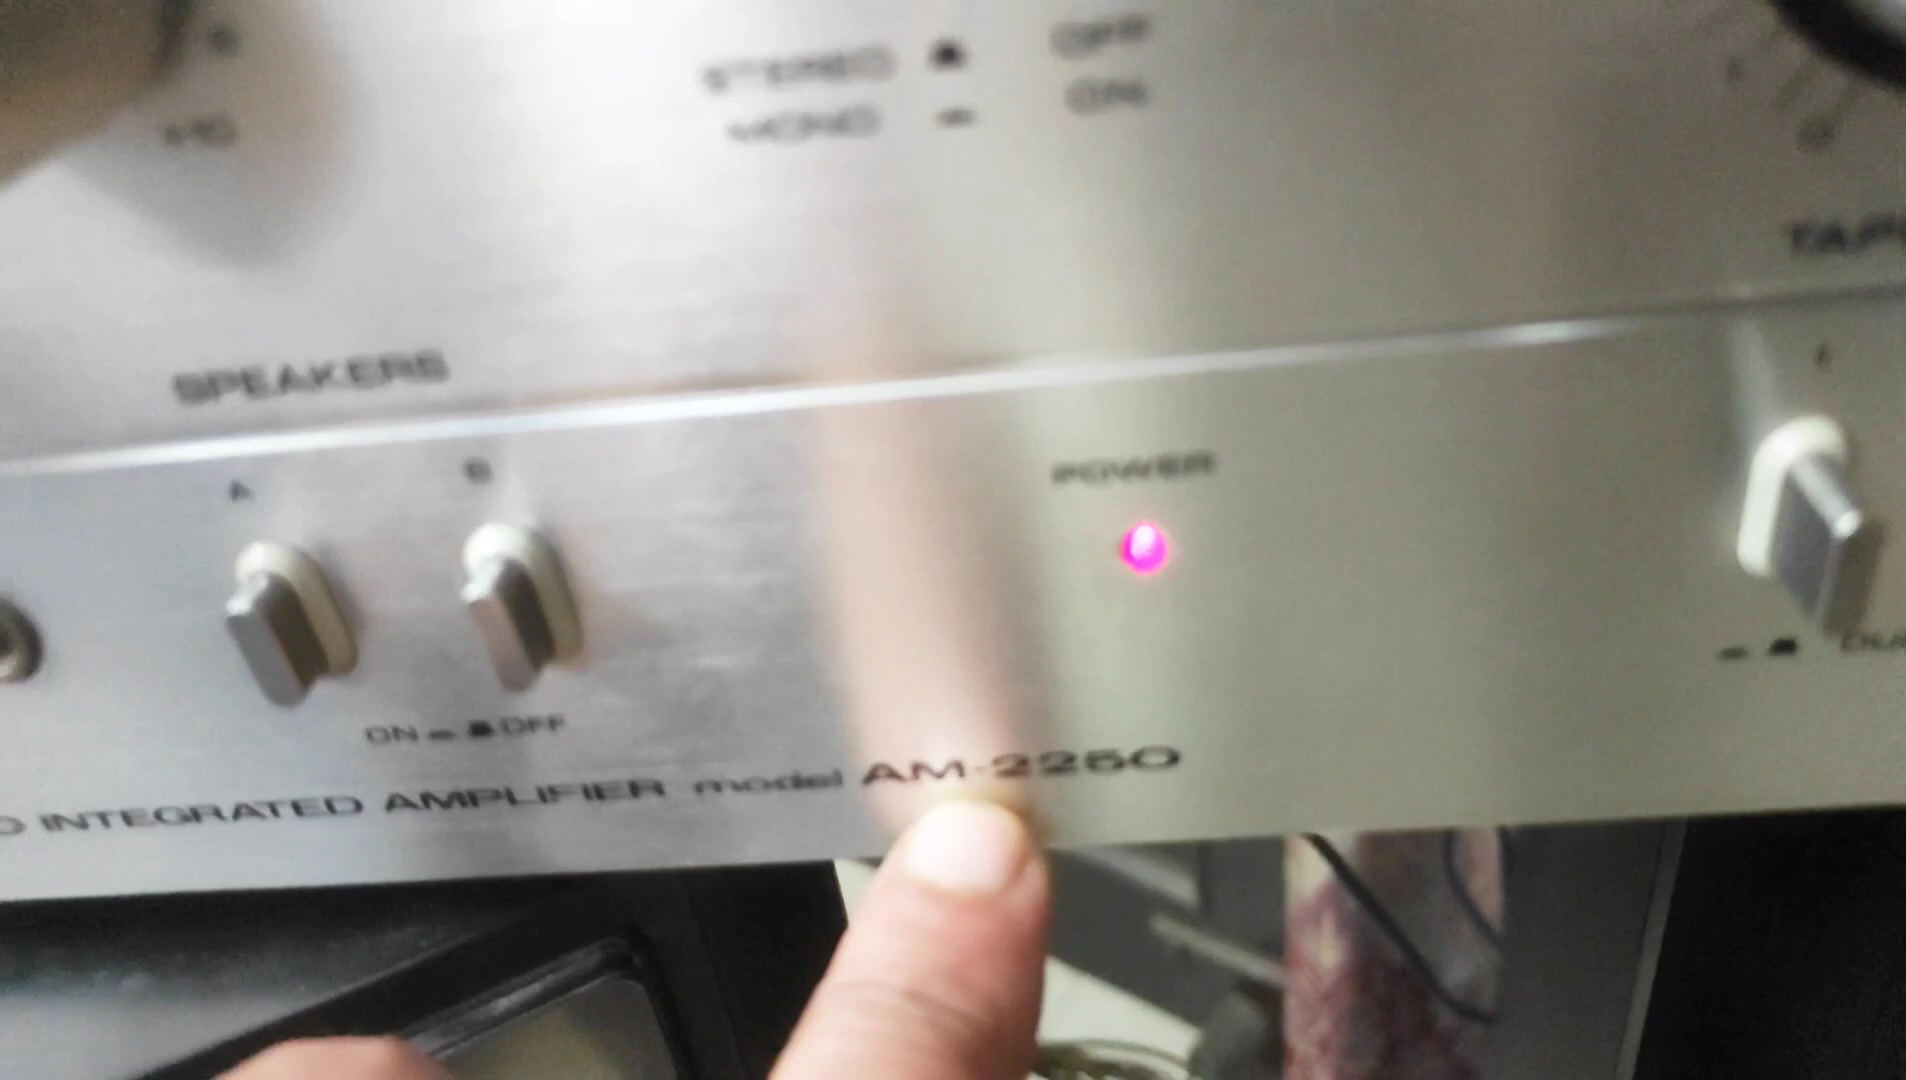 STEREO OFF
MONO ON
SPEAKERS
A B
POWER
ON OFF
INTEGRATED AMPLIFIER model AM-2250